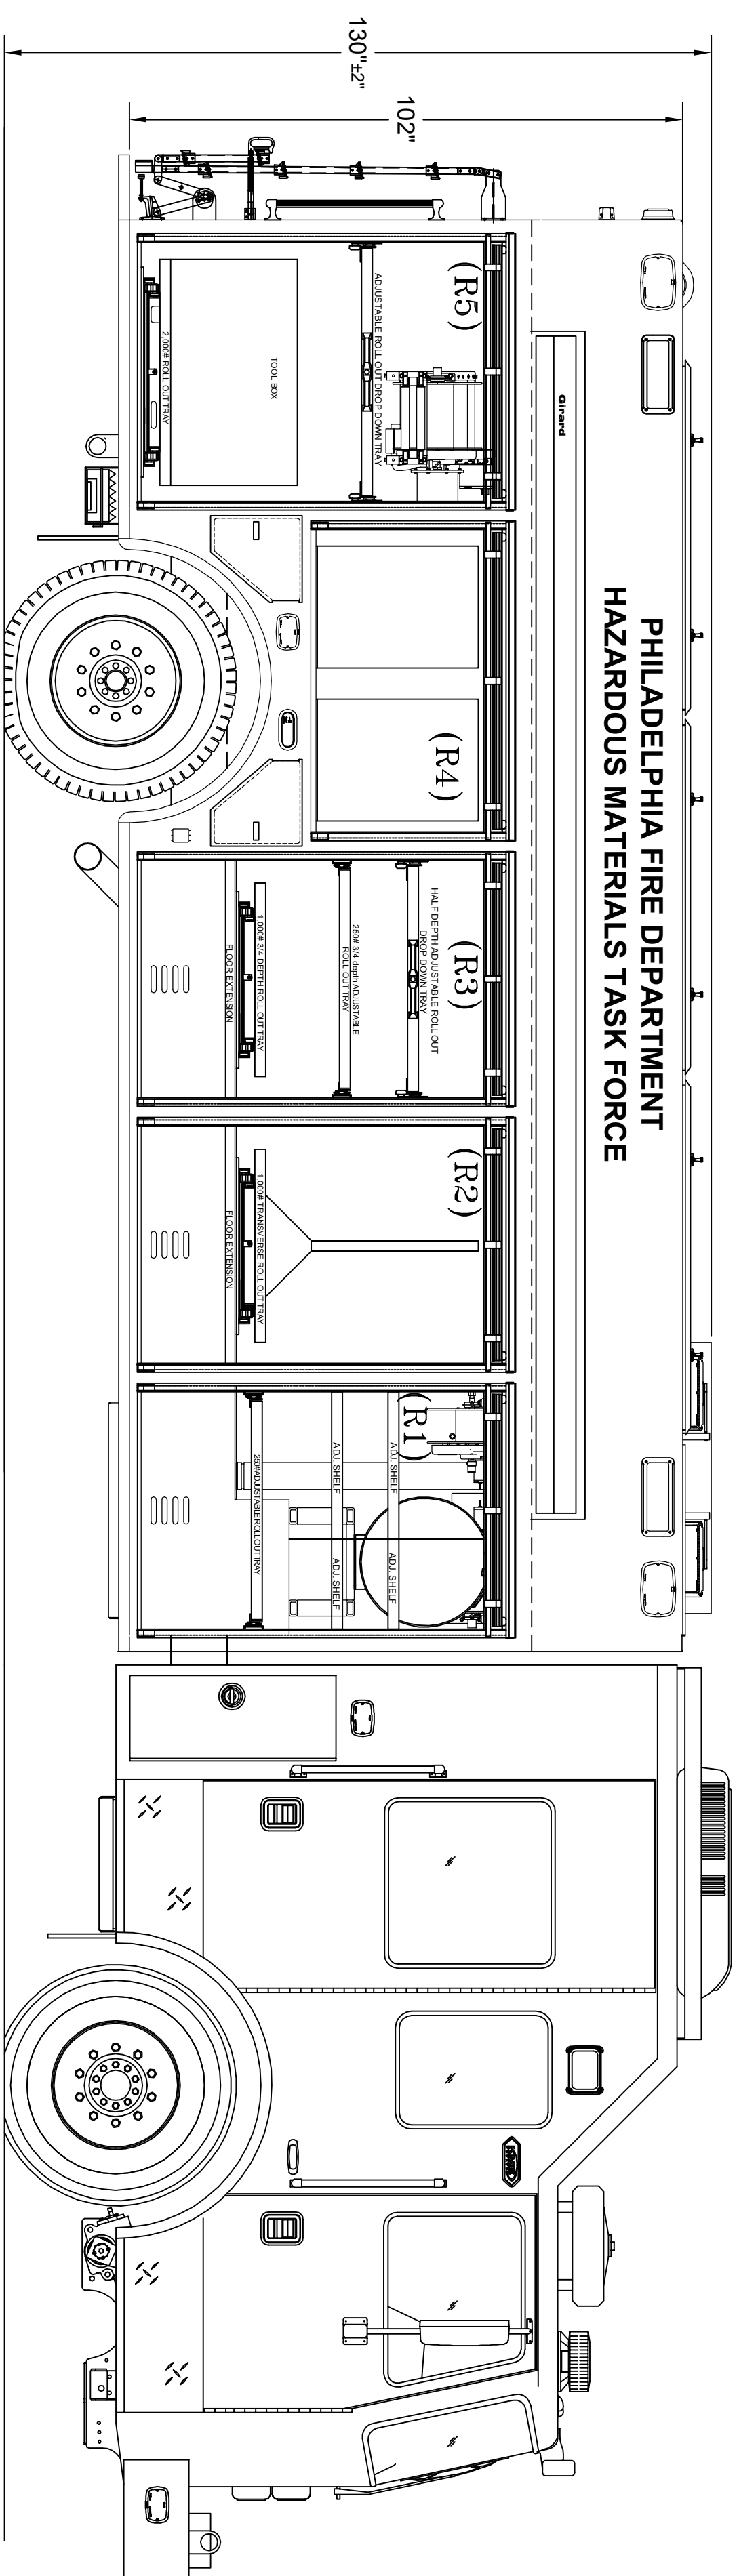 130"±2"
102"
PHILADELPHIA FIRE DEPARTMENT
HAZARDOUS MATERIALS TASK FORCE
Girard
(R5)
ADJUSTABLE ROLL OUT DROP DOWN TRAY
TOOL BOX
2,000# ROLL OUT TRAY
(R4)
(R3)
HALF DEPTH ADJUSTABLE ROLL OUT
DROP DOWN TRAY
250# 3/4 depth ADJUSTABLE
ROLL OUT TRAY
1,000# 3/4 DEPTH ROLL OUT TRAY
FLOOR EXTENSION
(R2)
1,000# TRANSVERSE ROLL OUT TRAY
FLOOR EXTENSION
(R1)
ADJ. SHELF
ADJ. SHELF
ADJ. SHELF
ADJ. SHELF
250# ADJUSTABLE ROLL OUT TRAY